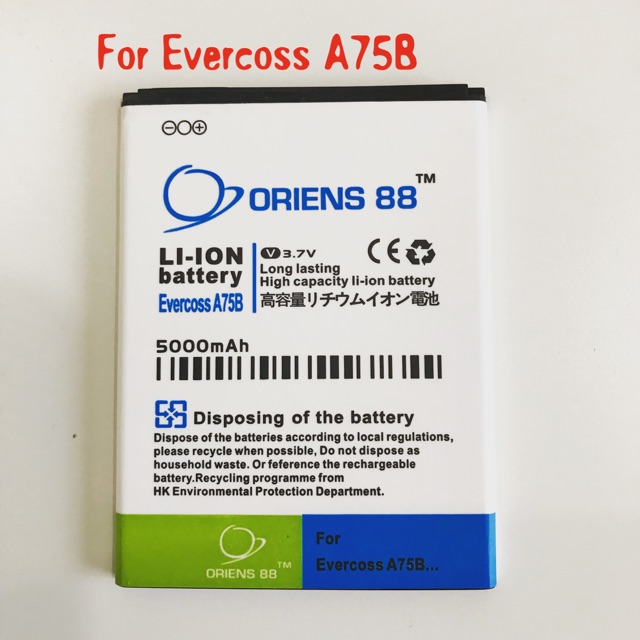 For Evercoss A75B
ORIENS 88™
LI-ION
battery
Evercoss A75B
V 3.7V
Long lasting
High capacity li-ion battery
高容量リチウムイオン電池
CE
5000mAh
Disposing of the battery
Dispose of the batteries according to local regulations,
please recycle when possible, Do not dispose as
household waste. Or reference the rechargeable
battery.Recycling programme from
HK Environmental Protection Department.
ORIENS 88™
For
Evercoss A75B...